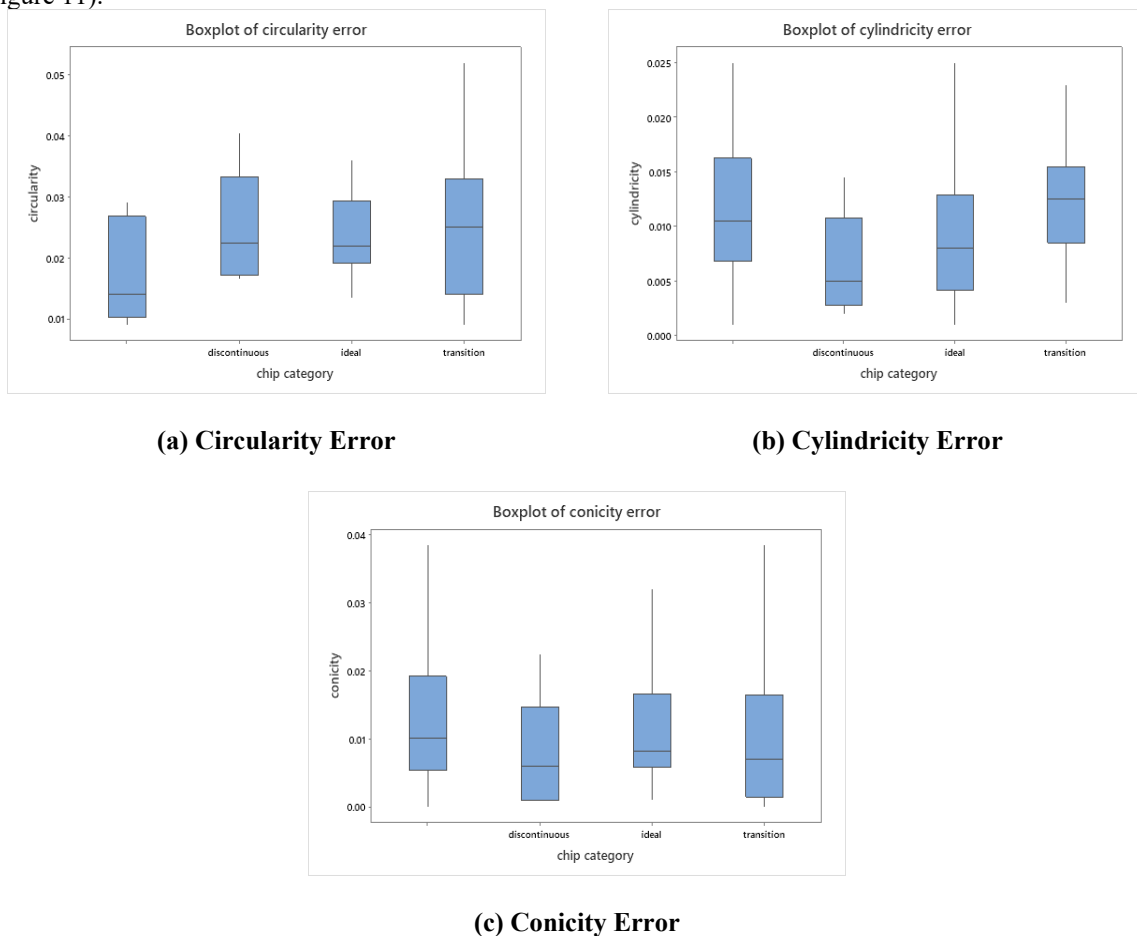 gure 11).
Boxplot of circularity error
circularity
0.05
0.04
0.03
0.02
0.01
discontinuous ideal transition
chip category
(a) Circularity Error
Boxplot of cylindricity error
cylindricity
0.025
0.020
0.015
0.010
0.005
0.000
discontinuous ideal transition
chip category
(b) Cylindricity Error
Boxplot of conicity error
conicity
0.04
0.03
0.02
0.01
0.00
discontinuous ideal transition
chip category
(c) Conicity Error